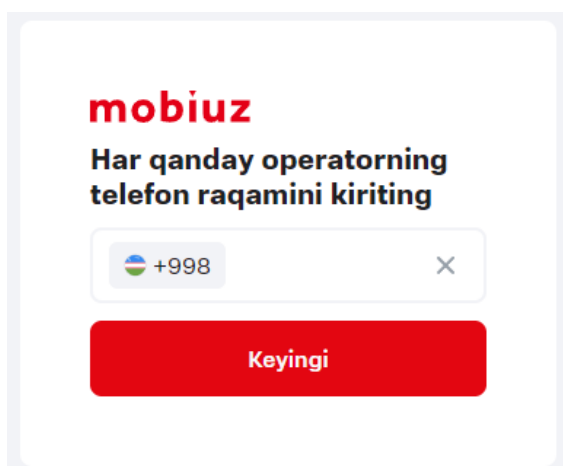 mobiuz
Har qanday operatorning
telefon raqamini kiriting
+998
Keyingi